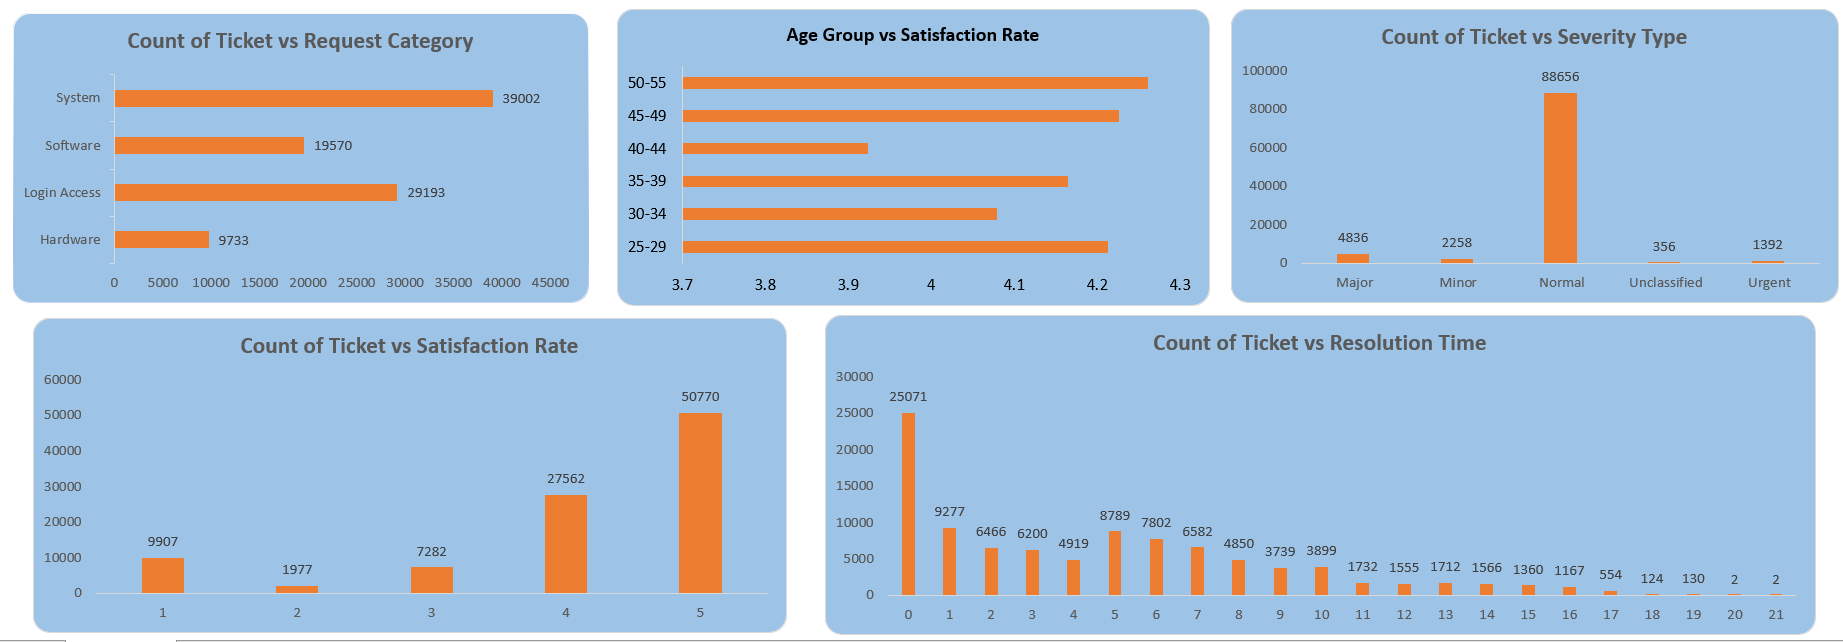 Count of Ticket vs Request Category
System 39002
Software 19570
Login Access 29193
Hardware 9733
0 5000 10000 15000 20000 25000 30000 35000 40000 45000
Age Group vs Satisfaction Rate
50-55
45-49
40-44
35-39
30-34
25-29
3.7 3.8 3.9 4 4.1 4.2 4.3
Count of Ticket vs Severity Type
100000
80000
60000
40000
20000
0
4836 2258 88656 356 1392
Major Minor Normal Unclassified Urgent
Count of Ticket vs Satisfaction Rate
60000
50000
40000
30000
20000
10000
0
9907 1977 7282 27562 50770
1 2 3 4 5
Count of Ticket vs Resolution Time
30000
25000
20000
15000
10000
5000
0
25071 9277 6466 6200 4919 8789 7802 6582 4850 3739 3899 1732 1555 1712 1566 1360 1167 554 124 130 2 2
0 1 2 3 4 5 6 7 8 9 10 11 12 13 14 15 16 17 18 19 20 21